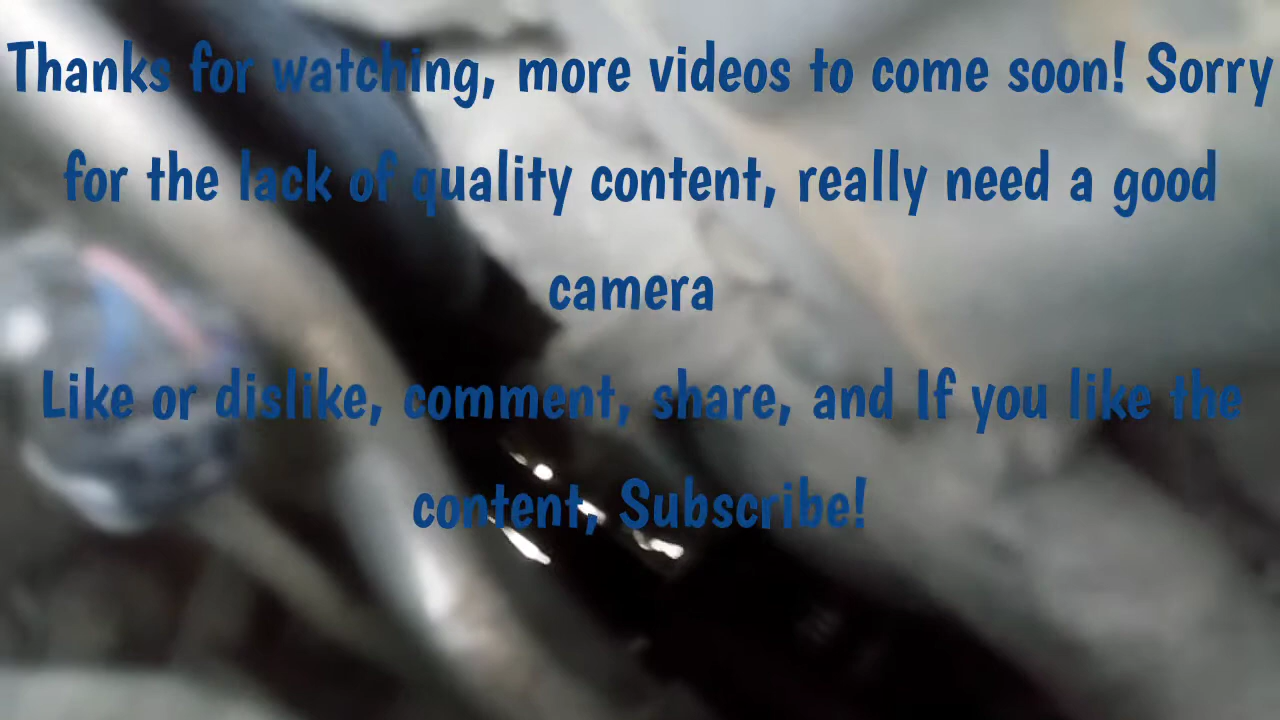 Thanks for watching, more videos to come soon! Sorry
for the lack of quality content, really need a good
camera
Like or dislike, comment, share, and If you like the
content, Subscribe!